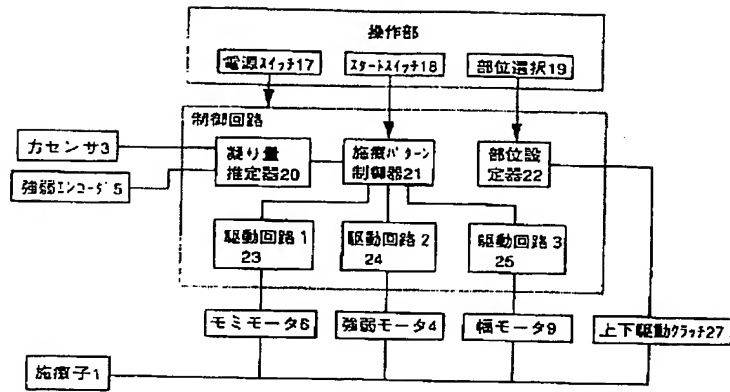 操作部
電源スイッチ17
スタートスイッチ18
部位選択19
制御回路
力センサ3
強弱エンコーダ5
凝り量
推定器20
施療パターン
制御器21
部位設
定器22
駆動回路1
23
駆動回路2
24
駆動回路3
25
モミモータ6
強弱モータ4
幅モータ9
上下駆動クラッチ27
施療子1